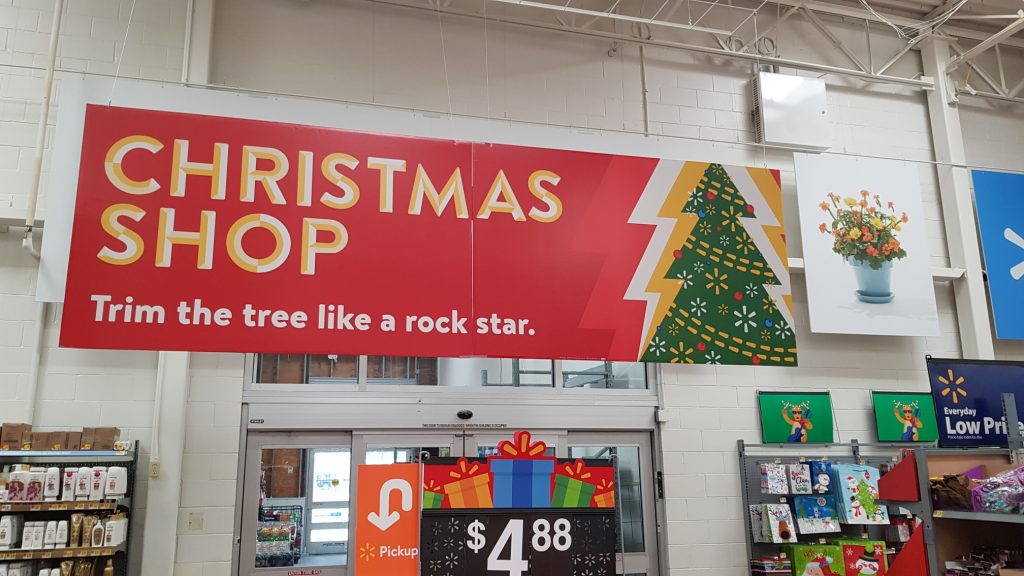 CHRISTMAS
SHOP
Trim the tree like a rock star.
Everyday
Low Pri
Pickup
$4.88